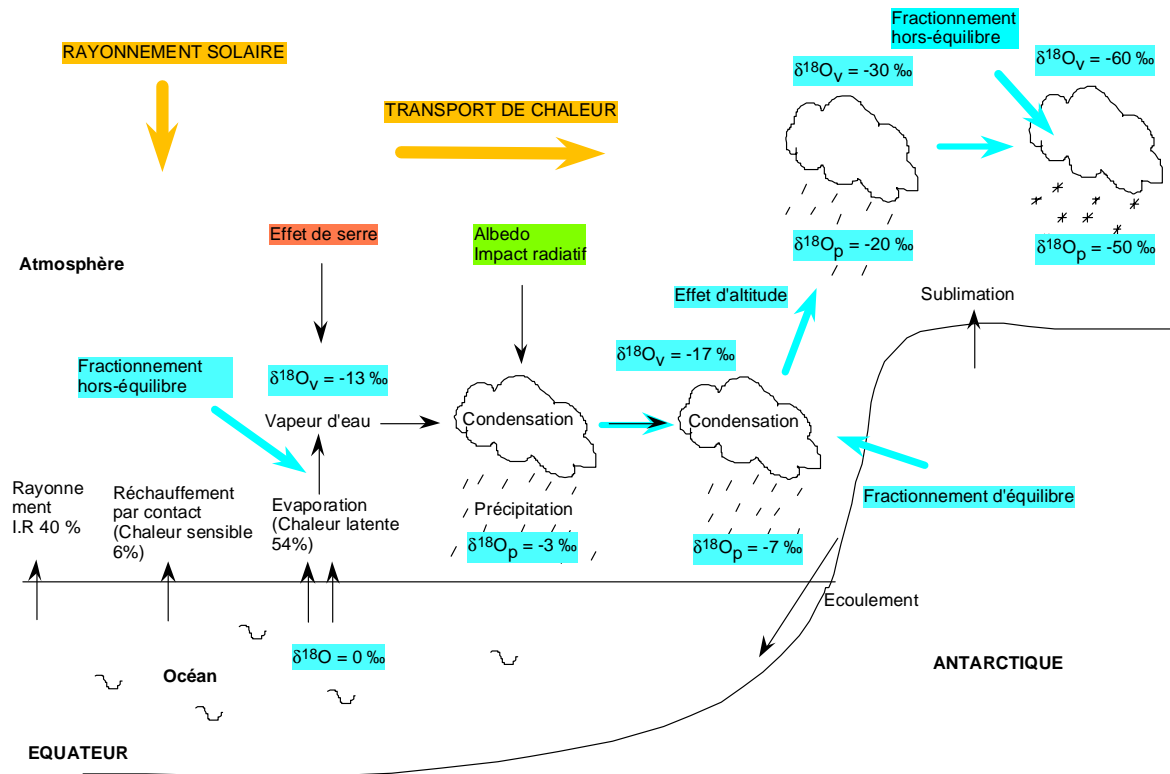 RAYONNEMENT SOLAIRE
Fractionnement
hors-équilibre
δ18Ov = -30 ‰
δ18Ov = -60 ‰
TRANSPORT DE CHALEUR
Effet de serre
Albedo
Impact radiatif
δ18Op = -20 ‰
δ18Op = -50 ‰
Atmosphère
Effet d'altitude
Sublimation
Fractionnement
hors-équilibre
δ18Ov = -13 ‰
δ18Ov = -17 ‰
Vapeur d'eau
Condensation
Condensation
Rayonne
ment
I.R 40 %
Réchauffement
par contact
(Chaleur sensible
6%)
Evaporation
(Chaleur latente
54%)
Précipitation
δ18Op = -3 ‰
δ18Op = -7 ‰
Fractionnement d'équilibre
Ecoulement
δ18O = 0 ‰
Océan
ANTARCTIQUE
EQUATEUR